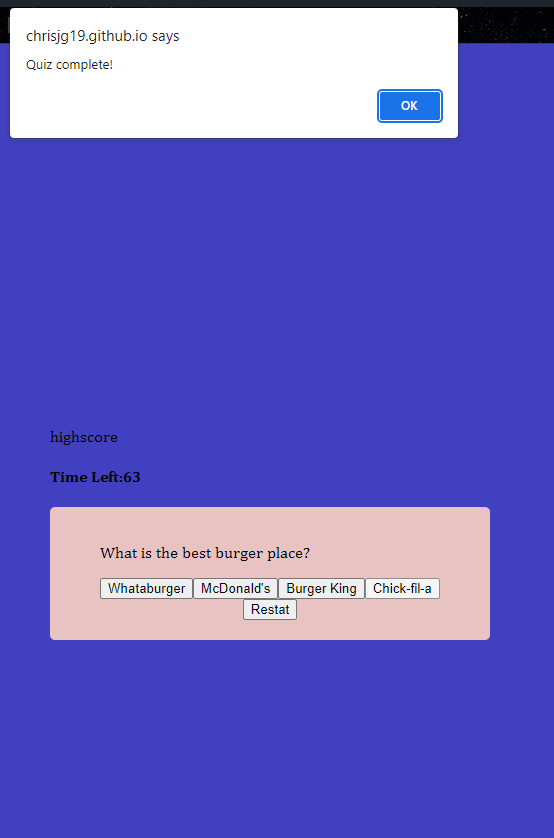 chrisjg19.github.io says
Quiz complete!
OK
highscore
Time Left:63
What is the best burger place?
Whataburger McDonald's Burger King Chick-fil-a
Restat